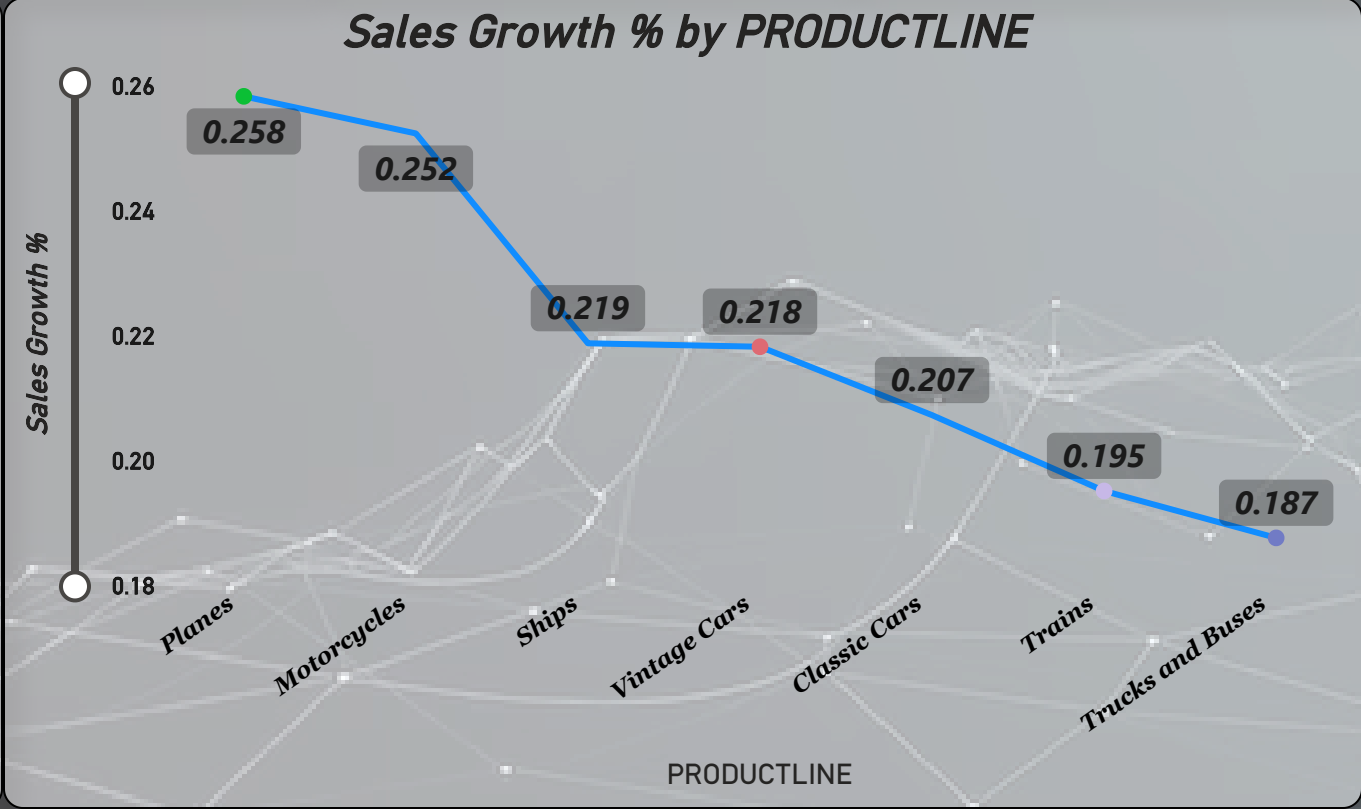 Sales Growth % by PRODUCTLINE
Sales Growth %
0.26
0.24
0.22
0.20
0.18
0.258
0.252
0.219
0.218
0.207
0.195
0.187
Planes
Motorcycles
Ships
Vintage Cars
Classic Cars
Trains
Trucks and Buses
PRODUCTLINE